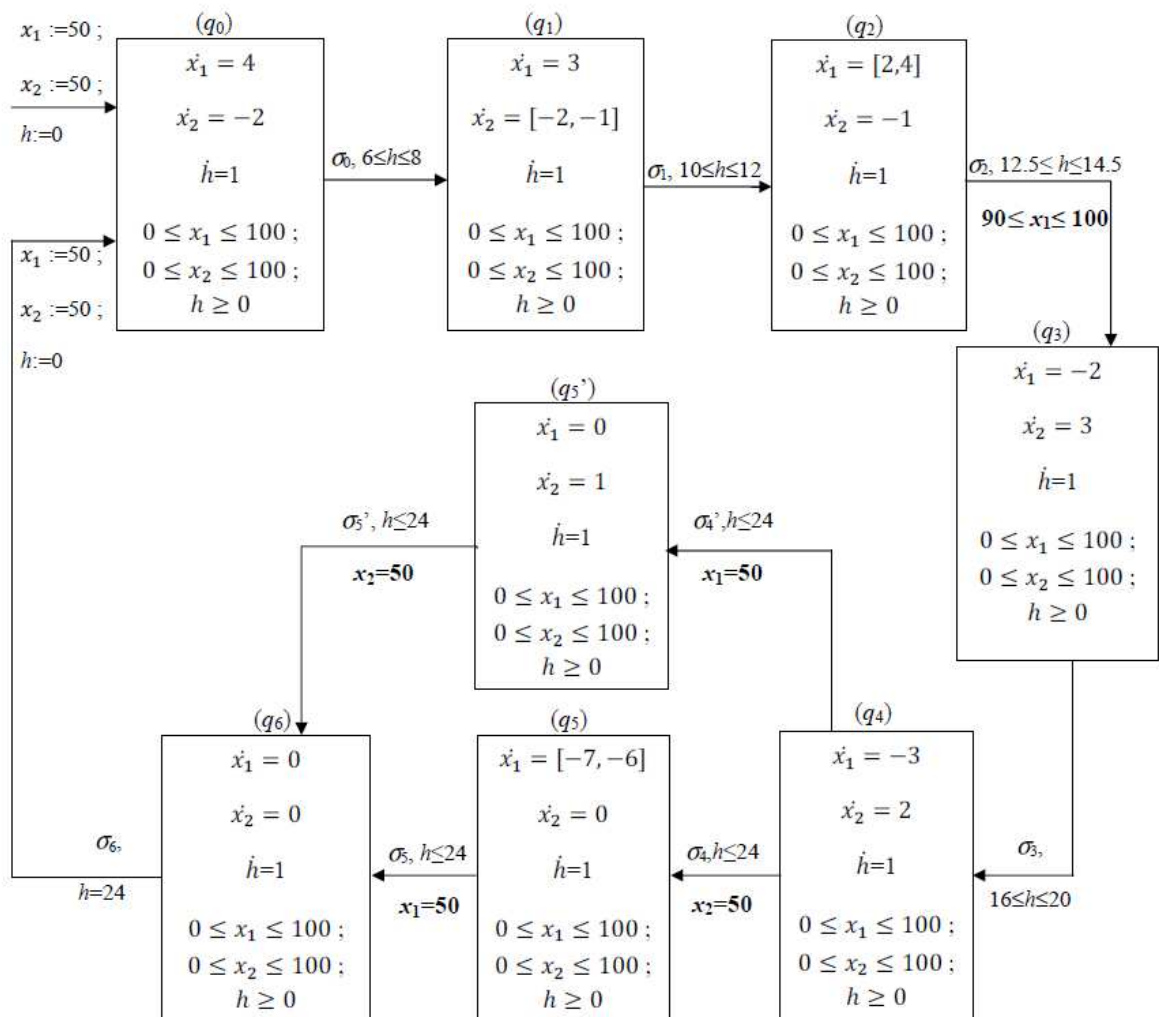 x₁ :=50 ;
x₂ :=50 ;
h:=0
(q₀)
ẋ₁ = 4
ẋ₂ = −2
ḣ=1
0 ≤ x₁ ≤ 100 ;
0 ≤ x₂ ≤ 100 ;
h ≥ 0
σ₀, 6≤h≤8
(q₁)
ẋ₁ = 3
ẋ₂ = [−2, −1]
ḣ=1
0 ≤ x₁ ≤ 100 ;
0 ≤ x₂ ≤ 100 ;
h ≥ 0
σ₁, 10≤h≤12
(q₂)
ẋ₁ = [2,4]
ẋ₂ = −1
ḣ=1
0 ≤ x₁ ≤ 100 ;
0 ≤ x₂ ≤ 100 ;
h ≥ 0
σ₂, 12.5≤ h≤14.5
90≤ x₁≤ 100
x₁ :=50 ;
x₂ :=50 ;
h:=0
(q₃)
ẋ₁ = −2
ẋ₂ = 3
ḣ=1
0 ≤ x₁ ≤ 100 ;
0 ≤ x₂ ≤ 100 ;
h ≥ 0
(q₅’)
ẋ₁ = 0
ẋ₂ = 1
ḣ=1
0 ≤ x₁ ≤ 100 ;
0 ≤ x₂ ≤ 100 ;
h ≥ 0
σ₅’, h≤24
x₂=50
σ₄’,h≤24
x₁=50
(q₆)
ẋ₁ = 0
ẋ₂ = 0
ḣ=1
0 ≤ x₁ ≤ 100 ;
0 ≤ x₂ ≤ 100 ;
h ≥ 0
σ₆,
h=24
(q₅)
ẋ₁ = [−7, −6]
ẋ₂ = 0
ḣ=1
0 ≤ x₁ ≤ 100 ;
0 ≤ x₂ ≤ 100 ;
h ≥ 0
σ₅, h≤24
x₁=50
(q₄)
ẋ₁ = −3
ẋ₂ = 2
ḣ=1
0 ≤ x₁ ≤ 100 ;
0 ≤ x₂ ≤ 100 ;
h ≥ 0
σ₄,h≤24
x₂=50
σ₃,
16≤h≤20